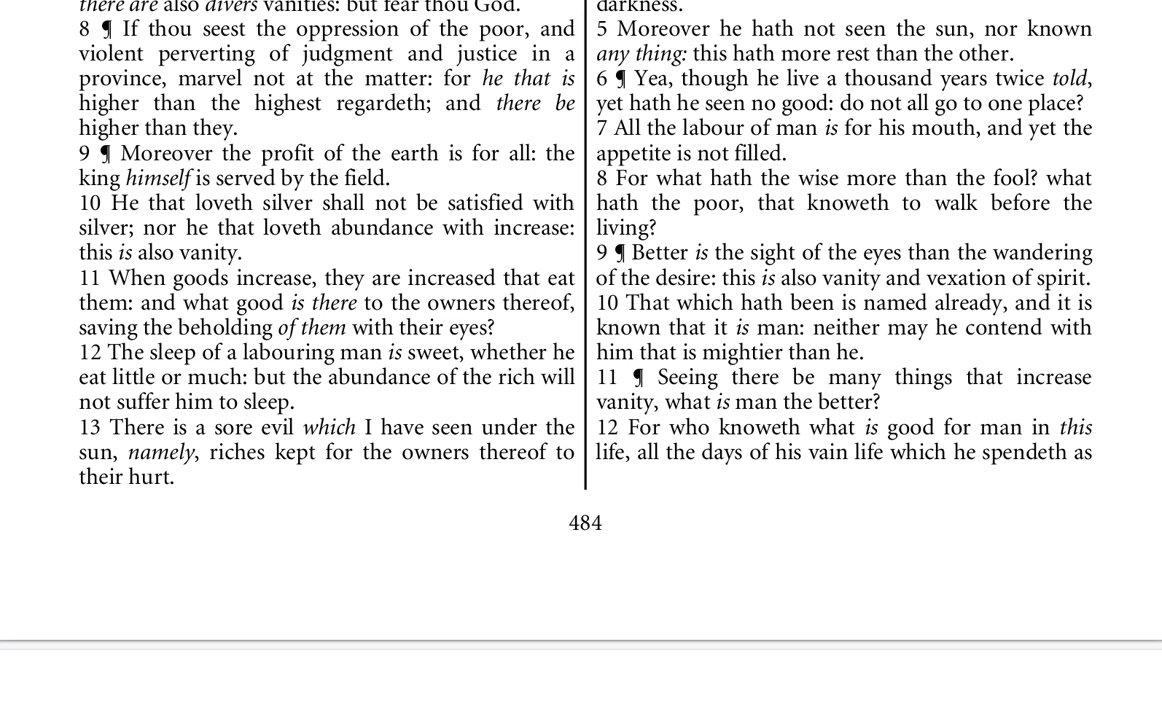 there are also divers vanities: but fear thou God.
8 ¶ If thou seest the oppression of the poor, and
violent perverting of judgment and justice in a
province, marvel not at the matter: for he that is
higher than the highest regardeth; and there be
higher than they.
9 ¶ Moreover the profit of the earth is for all: the
king himself is served by the field.
10 He that loveth silver shall not be satisfied with
silver; nor he that loveth abundance with increase:
this is also vanity.
11 When goods increase, they are increased that eat
them: and what good is there to the owners thereof,
saving the beholding of them with their eyes?
12 The sleep of a labouring man is sweet, whether he
eat little or much: but the abundance of the rich will
not suffer him to sleep.
13 There is a sore evil which I have seen under the
sun, namely, riches kept for the owners thereof to
their hurt.
darkness.
5 Moreover he hath not seen the sun, nor known
any thing: this hath more rest than the other.
6 ¶ Yea, though he live a thousand years twice told,
yet hath he seen no good: do not all go to one place?
7 All the labour of man is for his mouth, and yet the
appetite is not filled.
8 For what hath the wise more than the fool? what
hath the poor, that knoweth to walk before the
living?
9 ¶ Better is the sight of the eyes than the wandering
of the desire: this is also vanity and vexation of spirit.
10 That which hath been is named already, and it is
known that it is man: neither may he contend with
him that is mightier than he.
11 ¶ Seeing there be many things that increase
vanity, what is man the better?
12 For who knoweth what is good for man in this
life, all the days of his vain life which he spendeth as
484